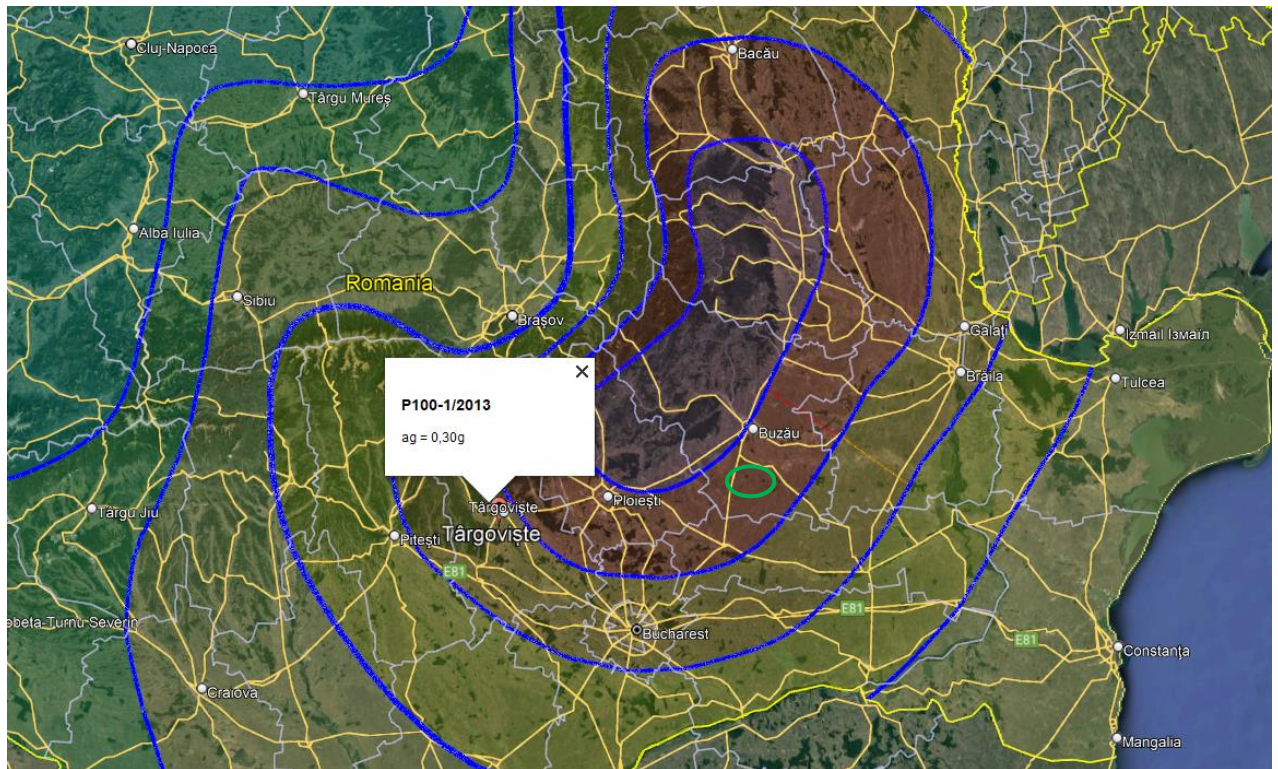 Cluj-Napoca
Bacău
Târgu Mureș
Alba Iulia
Romania
Sibiu
Brașov
Galați
Izmail Ізмаїл
Brăila
Tulcea
×
P100-1/2013
ag = 0,30g
Buzău
Târgoviște
Ploiești
Târgu Jiu
Pitești
Târgoviște
E81
E81
E81
obeta-Turnu Severin
Bucharest
Constanța
Craiova
Mangalia